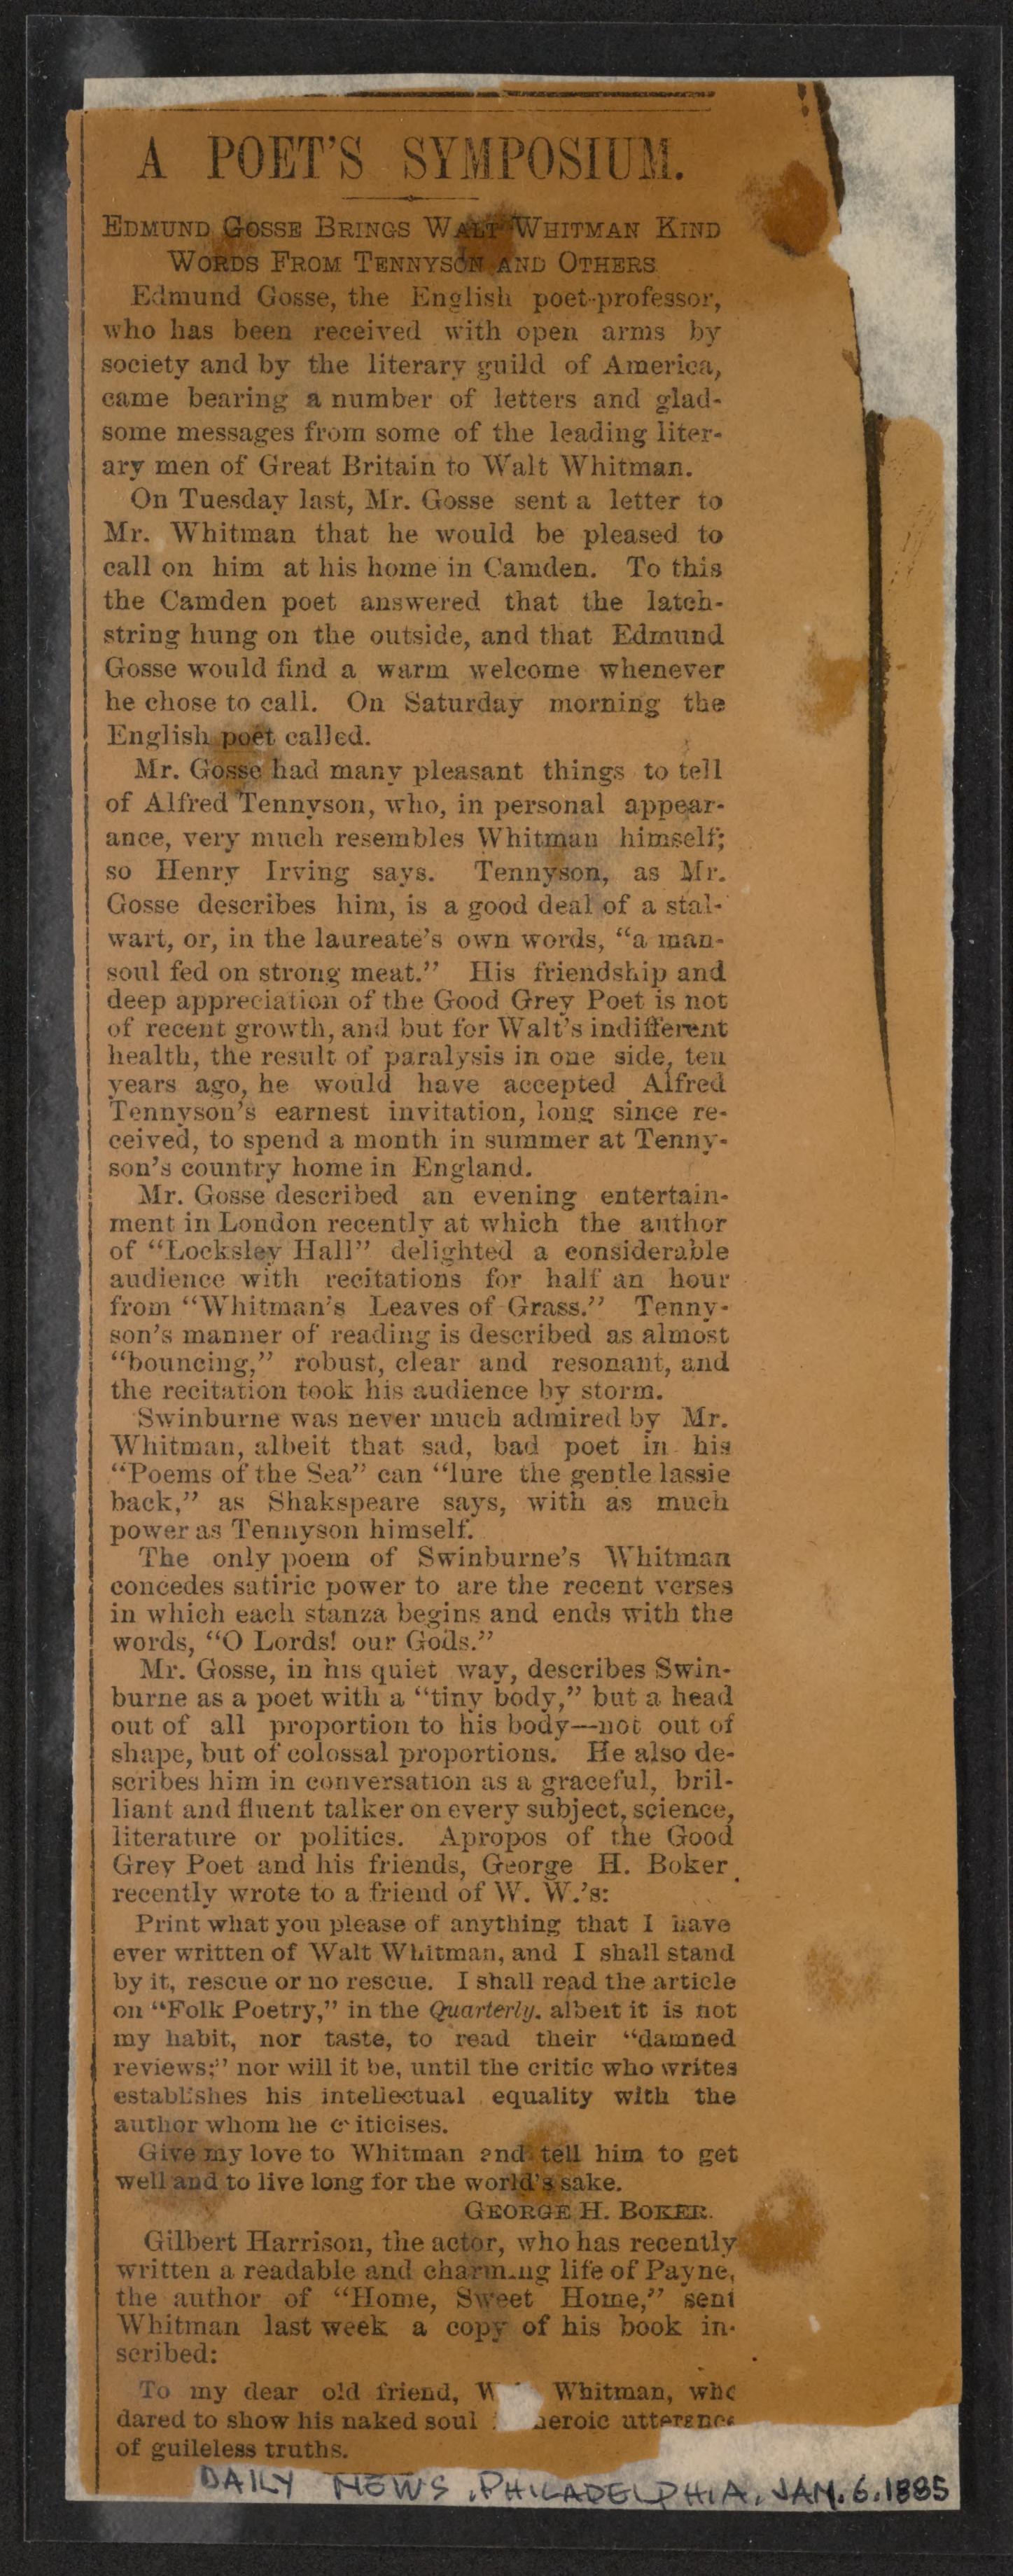 A POET'S SYMPOSIUM.
EDMUND GOSSE BRINGS WALT WHITMAN KIND
WORDS FROM TENNYSON AND OTHERS
Edmund Gosse, the English poet-professor,
who has been received with open arms by
society and by the literary guild of America,
came bearing a number of letters and glad-
some messages from some of the leading liter-
ary men of Great Britain to Walt Whitman.
On Tuesday last, Mr. Gosse sent a letter to
Mr. Whitman that he would be pleased to
call on him at his home in Camden. To this
the Camden poet answered that the latch-
string hung on the outside, and that Edmund
Gosse would find a warm welcome whenever
he chose to call. On Saturday morning the
English poet called.
Mr. Gosse had many pleasant things to tell
of Alfred Tennyson, who, in personal appear-
ance, very much resembles Whitman himself;
so Henry Irving says. Tennyson, as Mr.
Gosse describes him, is a good deal of a stal-
wart, or, in the laureate's own words, "a man-
soul fed on strong meat." His friendship and
deep appreciation of the Good Grey Poet is not
of recent growth, and but for Walt's indifferent
health, the result of paralysis in one side, ten
years ago, he would have accepted Alfred
Tennyson's earnest invitation, long since re-
ceived, to spend a month in summer at Tenny-
son's country home in England.
Mr. Gosse described an evening entertain-
ment in London recently at which the author
of "Locksley Hall" delighted a considerable
audience with recitations for half an hour
from "Whitman's Leaves of Grass." Tenny-
son's manner of reading is described as almost
"bouncing," robust, clear and resonant, and
the recitation took his audience by storm.
Swinburne was never much admired by Mr.
Whitman, albeit that sad, bad poet in his
"Poems of the Sea" can "lure the gentle lassie
back," as Shakspeare says, with as much
power as Tennyson himself.
The only poem of Swinburne's Whitman
concedes satiric power to are the recent verses
in which each stanza begins and ends with the
words, "O Lords! our Gods."
Mr. Gosse, in his quiet way, describes Swin-
burne as a poet with a "tiny body," but a head
out of all proportion to his body—not out of
shape, but of colossal proportions. He also de-
scribes him in conversation as a graceful, bril-
liant and fluent talker on every subject, science,
literature or politics. Apropos of the Good
Grey Poet and his friends, George H. Boker
recently wrote to a friend of W. W.'s:
Print what you please of anything that I have
ever written of Walt Whitman, and I shall stand
by it, rescue or no rescue. I shall read the article
on "Folk Poetry," in the Quarterly, albeit it is not
my habit, nor taste, to read their "damned
reviews;" nor will it be, until the critic who writes
establishes his intellectual equality with the
author whom he c iticises.
Give my love to Whitman and tell him to get
well and to live long for the world's sake.
GEORGE H. BOKER.
Gilbert Harrison, the actor, who has recently
written a readable and charming life of Payne,
the author of "Home, Sweet Home," sent
Whitman last week a copy of his book in-
scribed:
To my dear old friend, Whitman, who
dared to show his naked soul heroic utterance
of guileless truths.
DAILY NEWS, PHILADELPHIA, JAN. 6. 1885